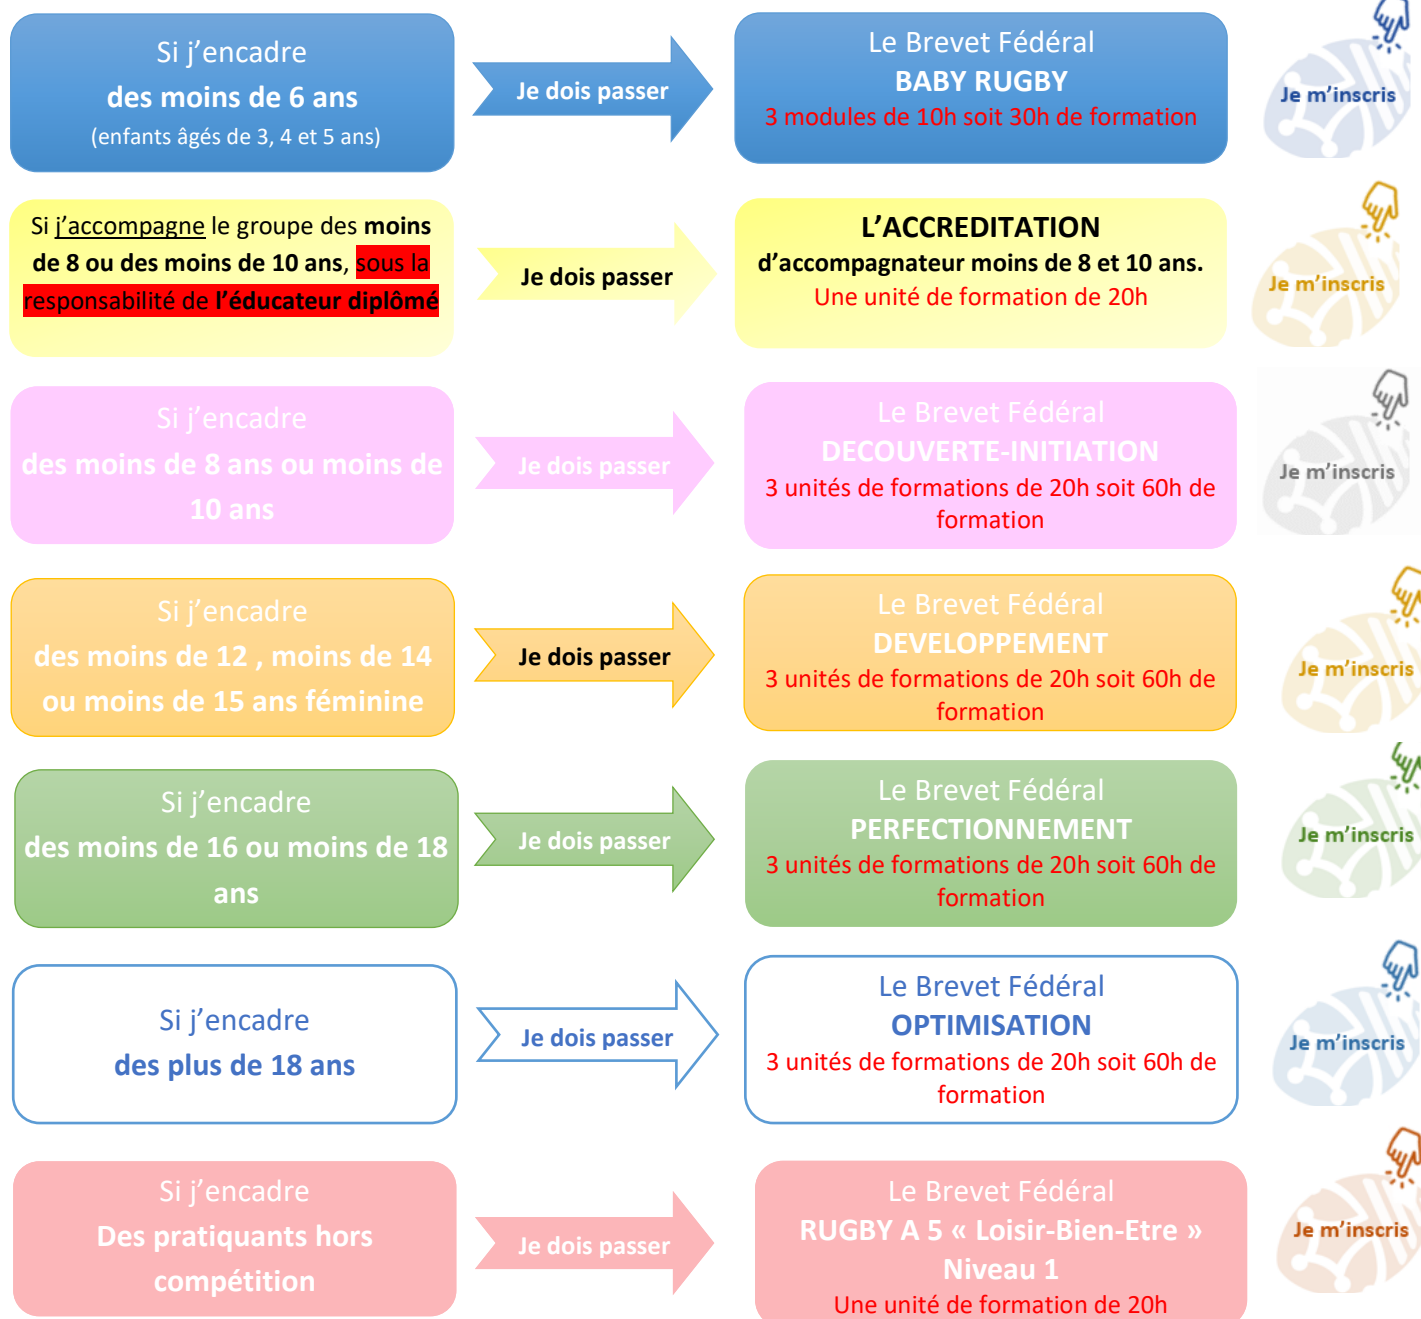 Si j’encadre
des moins de 6 ans
(enfants âgés de 3, 4 et 5 ans)
Je dois passer
Le Brevet Fédéral
BABY RUGBY
3 modules de 10h soit 30h de formation
Je m’inscris
Si j’accompagne le groupe des moins
de 8 ou des moins de 10 ans, sous la
responsabilité de l’éducateur diplômé
Je dois passer
L’ACCREDITATION
d’accompagnateur moins de 8 et 10 ans.
Une unité de formation de 20h
Je m’inscris
Si j’encadre
des moins de 8 ans ou moins de
10 ans
Je dois passer
Le Brevet Fédéral
DECOUVERTE-INITIATION
3 unités de formations de 20h soit 60h de
formation
Je m’inscris
Si j’encadre
des moins de 12 , moins de 14
ou moins de 15 ans féminine
Je dois passer
Le Brevet Fédéral
DEVELOPPEMENT
3 unités de formations de 20h soit 60h de
formation
Je m’inscris
Si j’encadre
des moins de 16 ou moins de 18
ans
Je dois passer
Le Brevet Fédéral
PERFECTIONNEMENT
3 unités de formations de 20h soit 60h de
formation
Je m’inscris
Si j’encadre
des plus de 18 ans
Je dois passer
Le Brevet Fédéral
OPTIMISATION
3 unités de formations de 20h soit 60h de
formation
Je m’inscris
Si j’encadre
Des pratiquants hors
compétition
Je dois passer
Le Brevet Fédéral
RUGBY A 5 « Loisir-Bien-Etre »
Niveau 1
Une unité de formation de 20h
Je m’inscris